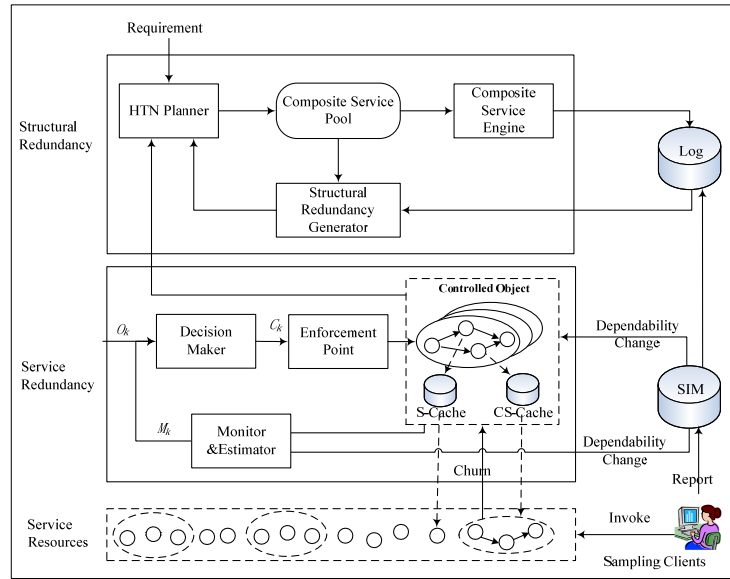 Requirement
HTN Planner
Composite Service
Pool
Composite
Service
Engine
Structural
Redundancy
Log
Structural
Redundancy
Generator
Controlled Object
Ok
Decision
Maker
Ck
Enforcement
Point
Dependability
Change
Service
Redundancy
S-Cache
CS-Cache
SIM
Mk
Monitor
&Estimator
Dependability
Change
Churn
Report
Service
Resources
Invoke
Sampling Clients